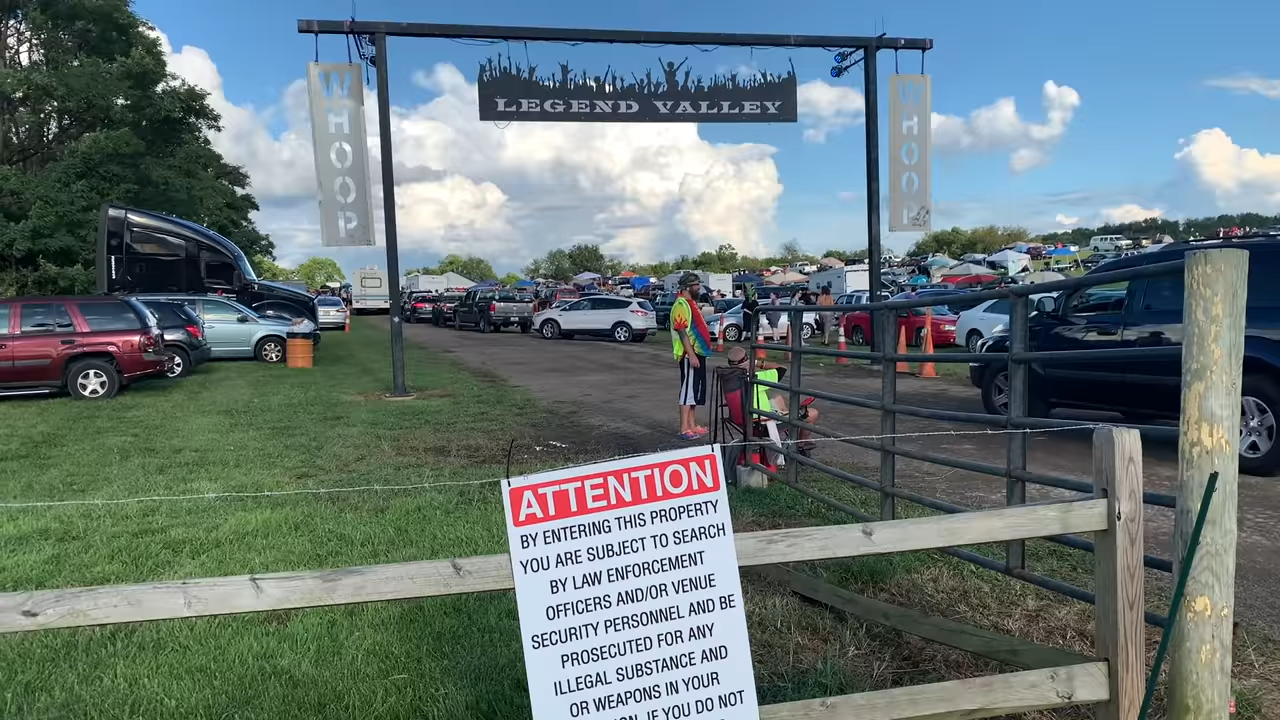 LEGEND VALLEY
WHOOP
WHOOP
ATTENTION
BY ENTERING THIS PROPERTY
YOU ARE SUBJECT TO SEARCH
BY LAW ENFORCEMENT
OFFICERS AND/OR VENUE
SECURITY PERSONNEL AND BE
PROSECUTED FOR ANY
ILLEGAL SUBSTANCE AND
OR WEAPONS IN YOUR
IF YOU DO NOT